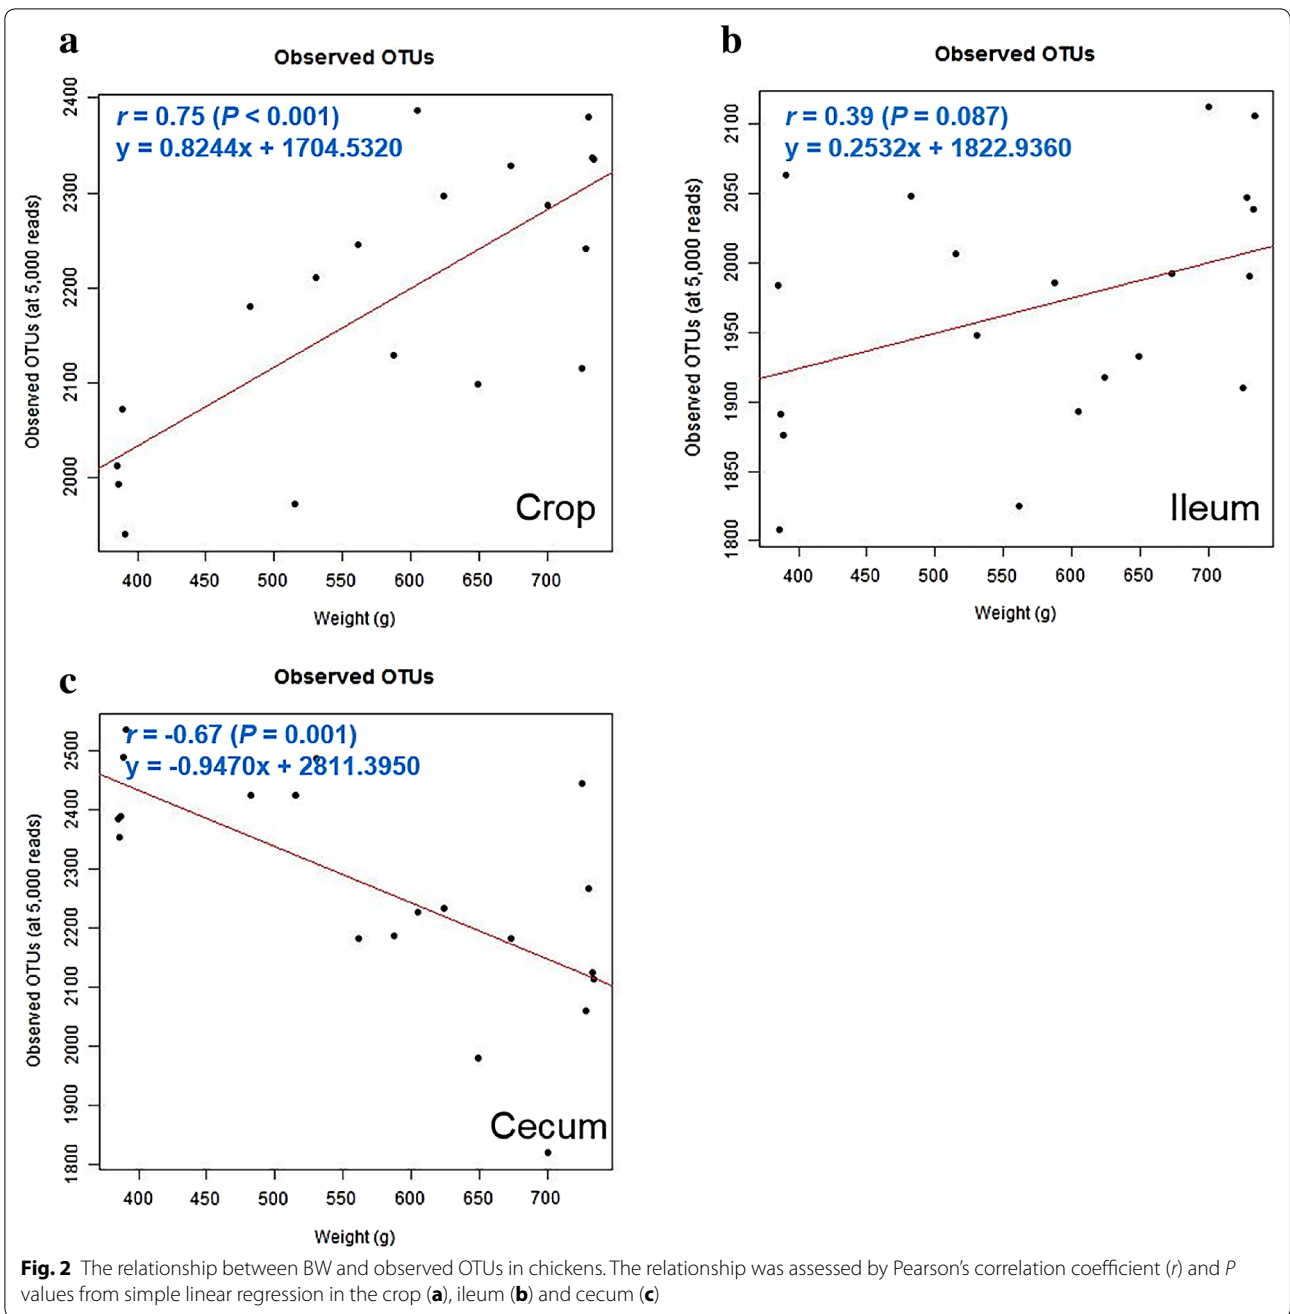 a
Observed OTUs
r = 0.75 (P < 0.001)
y = 0.8244x + 1704.5320
Observed OTUs (at 5,000 reads)
2400
2300
2200
2100
2000
Crop
400 450 500 550 600 650 700
Weight (g)
b
Observed OTUs
r = 0.39 (P = 0.087)
y = 0.2532x + 1822.9360
Observed OTUs (at 5,000 reads)
2100
2050
2000
1950
1900
1850
1800
Ileum
400 450 500 550 600 650 700
Weight (g)
c
Observed OTUs
r = -0.67 (P = 0.001)
y = -0.9470x + 2811.3950
Observed OTUs (at 5,000 reads)
2500
2400
2300
2200
2100
2000
1900
1800
Cecum
400 450 500 550 600 650 700
Weight (g)
Fig. 2 The relationship between BW and observed OTUs in chickens. The relationship was assessed by Pearson's correlation coefficient (r) and P
values from simple linear regression in the crop (a), ileum (b) and cecum (c)